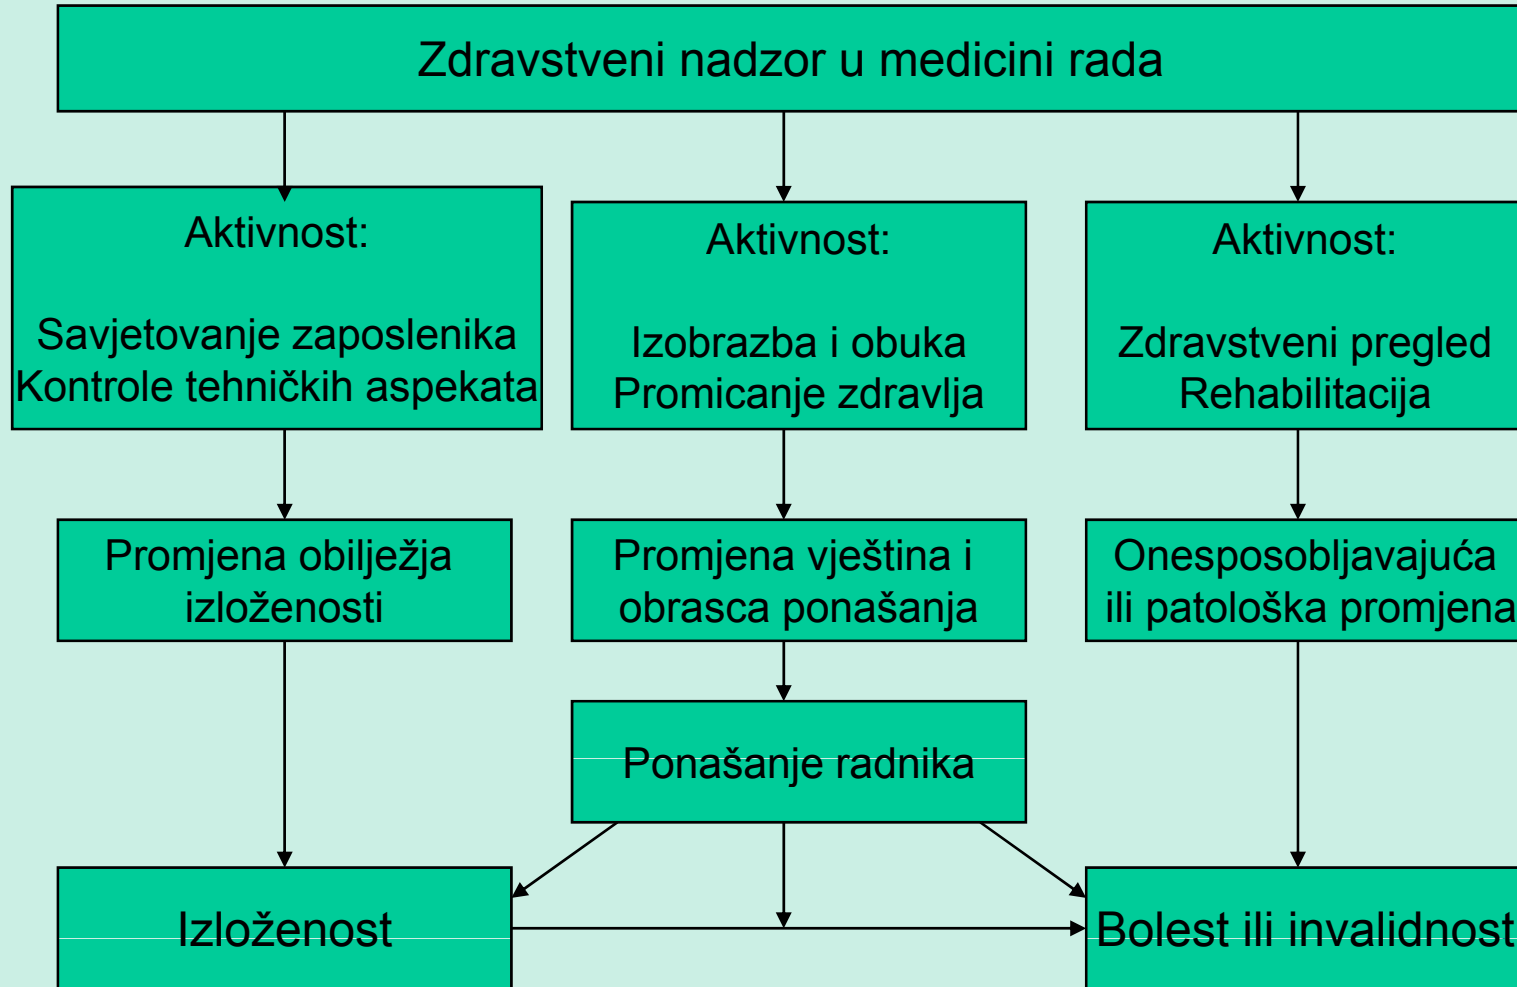 Zdravstveni nadzor u medicini rada
Aktivnost:
Savjetovanje zaposlenika
Kontrole tehničkih aspekata
Aktivnost:
Izobrazba i obuka
Promicanje zdravlja
Aktivnost:
Zdravstveni pregled
Rehabilitacija
Promjena obilježja
izloženosti
Promjena vještina i
obrasca ponašanja
Onesposobljavajuća
ili patološka promjena
Ponašanje radnika
Izloženost
Bolest ili invalidnost